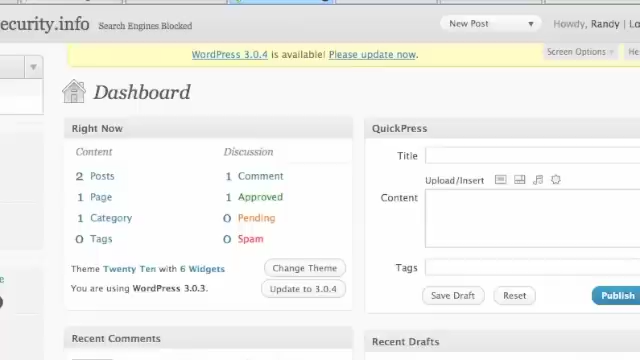 ecurity.info Search Engines Blocked New Post Howdy, Randy | Lo
WordPress 3.0.4 is available! Please update now.
Screen Options He
Dashboard
Right Now
Content Discussion
2 Posts 1 Comment
1 Page 1 Approved
1 Category 0 Pending
0 Tags 0 Spam
Theme Twenty Ten with 6 Widgets Change Theme
You are using WordPress 3.0.3. Update to 3.0.4
Recent Comments
QuickPress
Title
Upload/Insert
Content
Tags
Save Draft Reset Publish
Recent Drafts